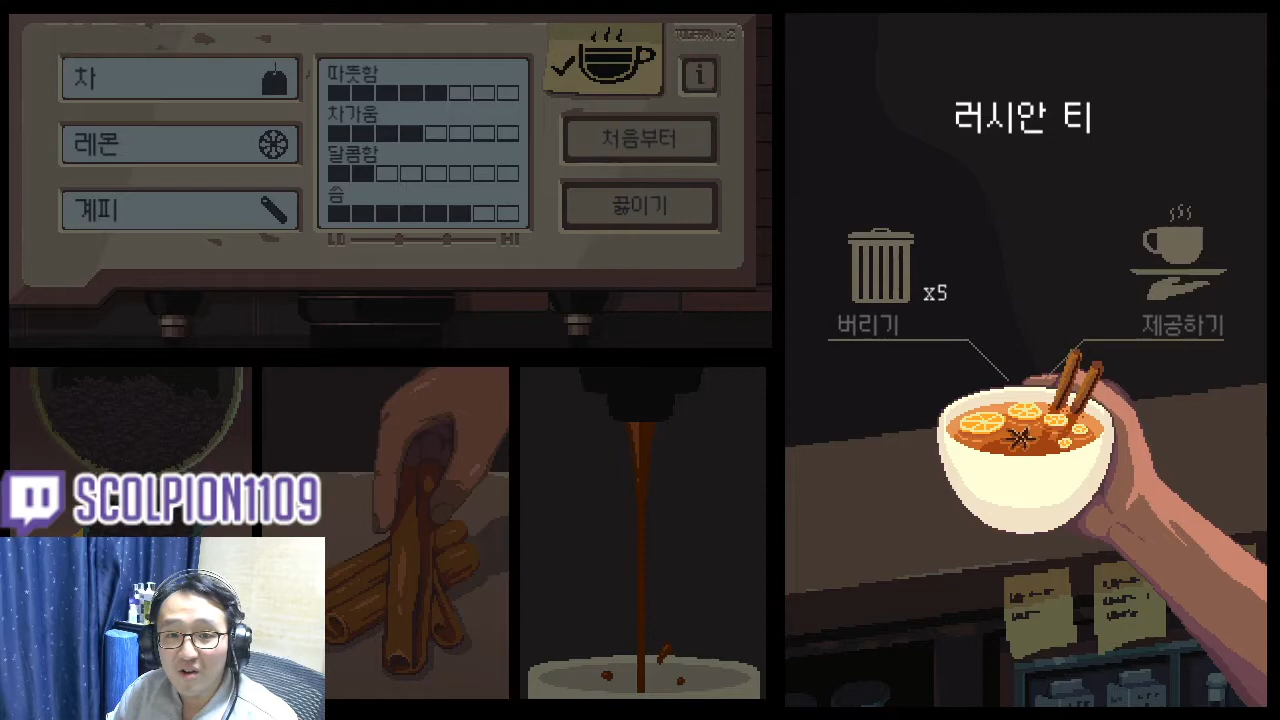 차
레몬
계피
따뜻함
차가움
달콤함
씀
LO
HI
i
처음부터
끓이기
러시안 티
x5
버리기
제공하기
SCOLPION1109